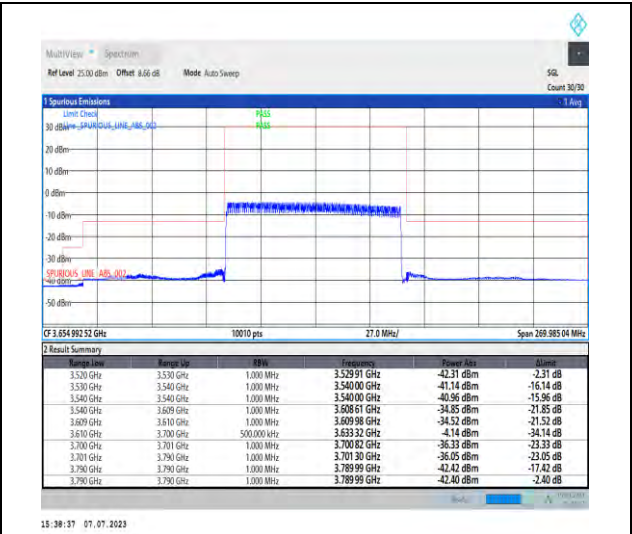 MultiView Spectrum
Ref Level 25.00 dBm Offset 8.66 dB Mode Auto Sweep SGL
Count 30/30
1 Spurious Emissions 1 Avg
Limit Check PASS
30 dBm Line _SPURIOUS_LINE_ABS_002 PASS
20 dBm
10 dBm
0 dBm
-10 dBm
-20 dBm
-30 dBm
_SPURIOUS_LINE_ABS_002
-40 dBm
-50 dBm
CF 3.654 992 52 GHz 10010 pts 27.0 MHz/ Span 269.985 04 MHz
2 Result Summary
Range Low Range Up RBW Frequency Power Abs ΔLimit
3.520 GHz 3.530 GHz 1.000 MHz 3.529 91 GHz -42.31 dBm -2.31 dB
3.530 GHz 3.540 GHz 1.000 MHz 3.540 00 GHz -41.14 dBm -16.14 dB
3.540 GHz 3.540 GHz 1.000 MHz 3.540 00 GHz -40.96 dBm -15.96 dB
3.540 GHz 3.609 GHz 1.000 MHz 3.608 61 GHz -34.85 dBm -21.85 dB
3.609 GHz 3.610 GHz 1.000 MHz 3.609 98 GHz -34.52 dBm -21.52 dB
3.610 GHz 3.700 GHz 500.000 kHz 3.633 32 GHz -4.14 dBm -34.14 dB
3.700 GHz 3.701 GHz 1.000 MHz 3.700 82 GHz -36.33 dBm -23.33 dB
3.701 GHz 3.790 GHz 1.000 MHz 3.701 30 GHz -36.05 dBm -23.05 dB
3.790 GHz 3.790 GHz 1.000 MHz 3.789 99 GHz -42.42 dBm -17.42 dB
3.790 GHz 3.790 GHz 1.000 MHz 3.789 99 GHz -42.40 dBm -2.40 dB
15:38:37 07.07.2023